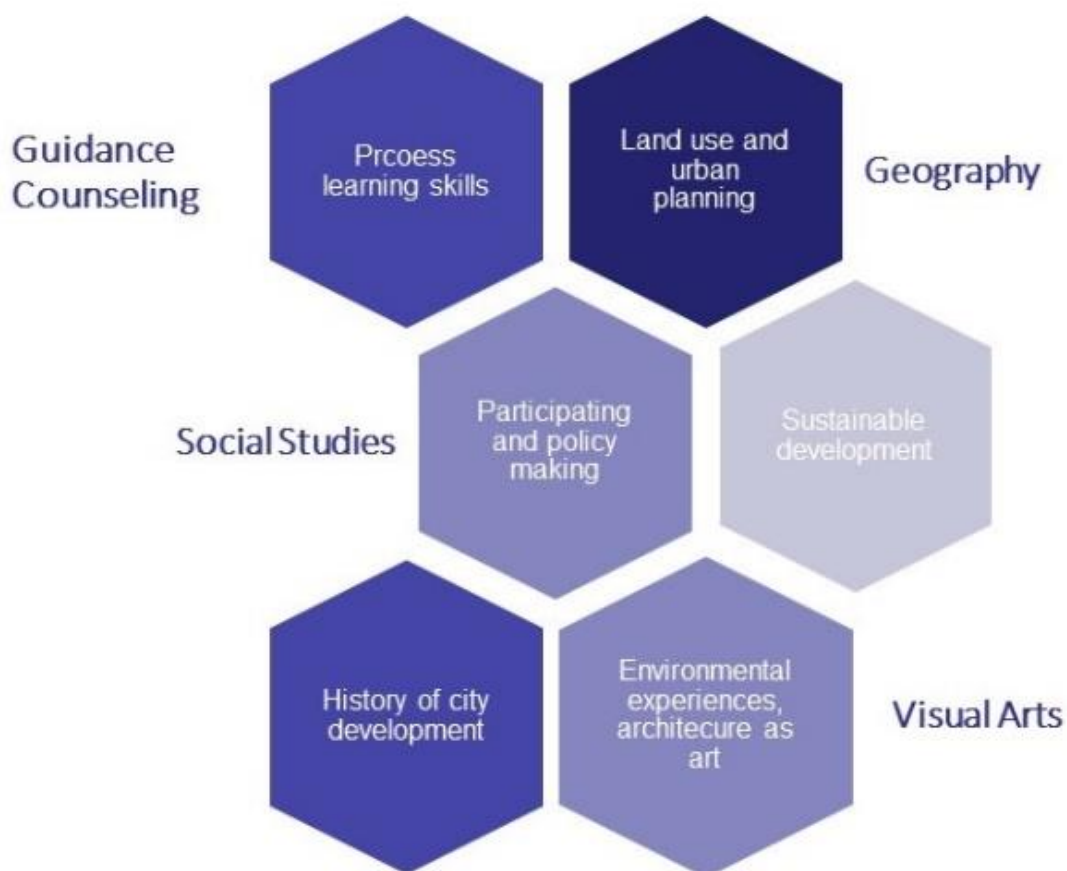 Guidance
Counseling
Prcoess
learning skills
Land use and
urban
planning
Geography
Social Studies
Participating
and policy
making
Sustainable
development
History of city
development
Environmental
experiences,
architecure as
art
Visual Arts